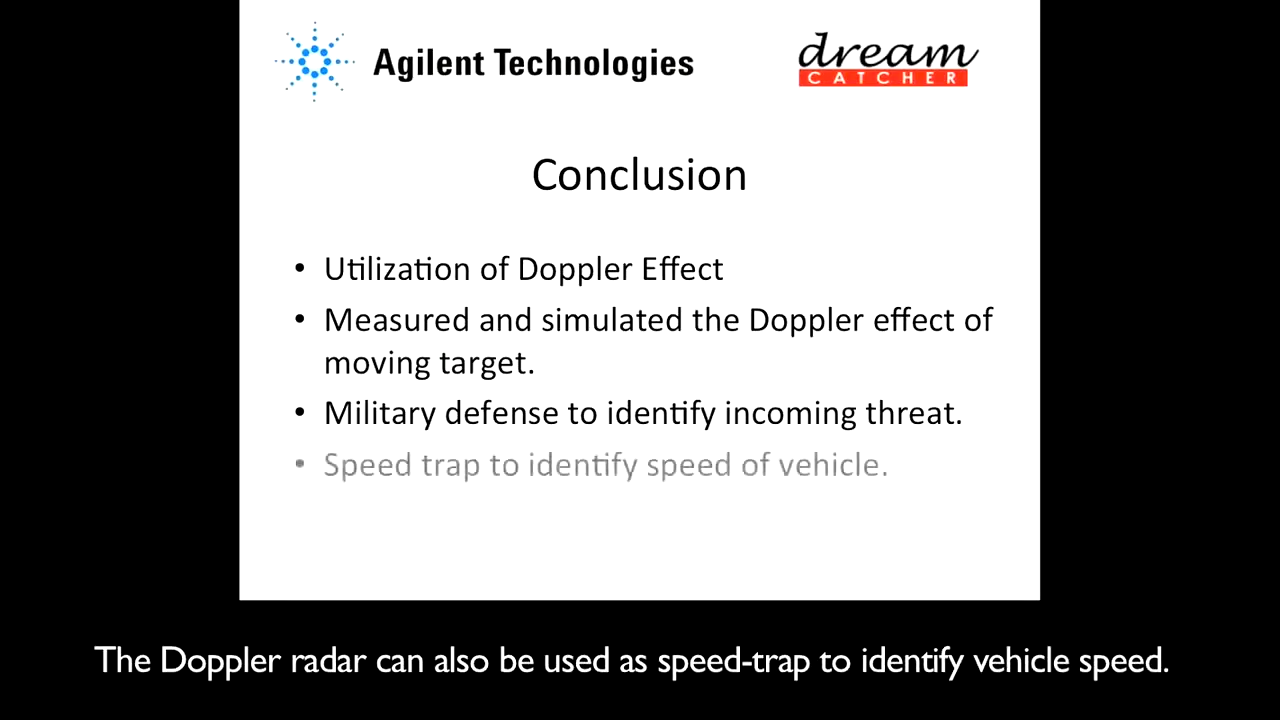 Agilent Technologies
dream
CATCHER
Conclusion
• Utilization of Doppler Effect
• Measured and simulated the Doppler effect of
moving target.
• Military defense to identify incoming threat.
• Speed trap to identify speed of vehicle.
The Doppler radar can also be used as speed-trap to identify vehicle speed.